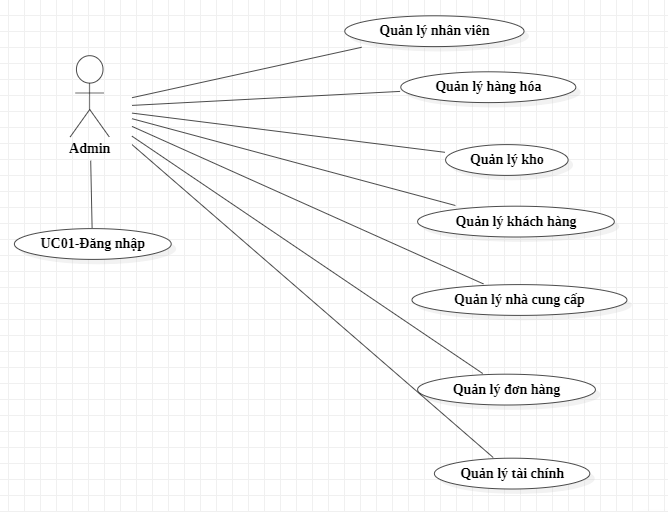 Quản lý nhân viên
Quản lý hàng hóa
Admin
Quản lý kho
Quản lý khách hàng
UC01-Đăng nhập
Quản lý nhà cung cấp
Quản lý đơn hàng
Quản lý tài chính